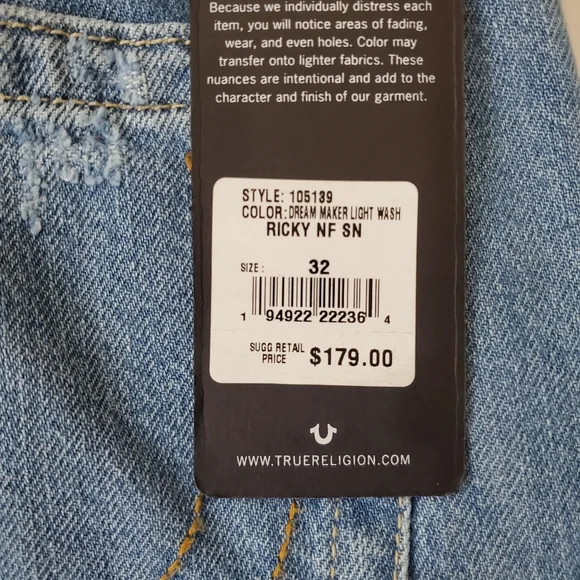 Because we individually distress each
item, you will notice areas of fading,
wear, and even holes. Color may
transfer onto lighter fabrics. These
nuances are intentional and add to the
character and finish of our garment.
STYLE: 105139
COLOR: DREAM MAKER LIGHT WASH
RICKY NF SN
SIZE: 32
1 94922 22236 4
SUGG RETAIL
PRICE $179.00
WWW.TRUERELIGION.COM